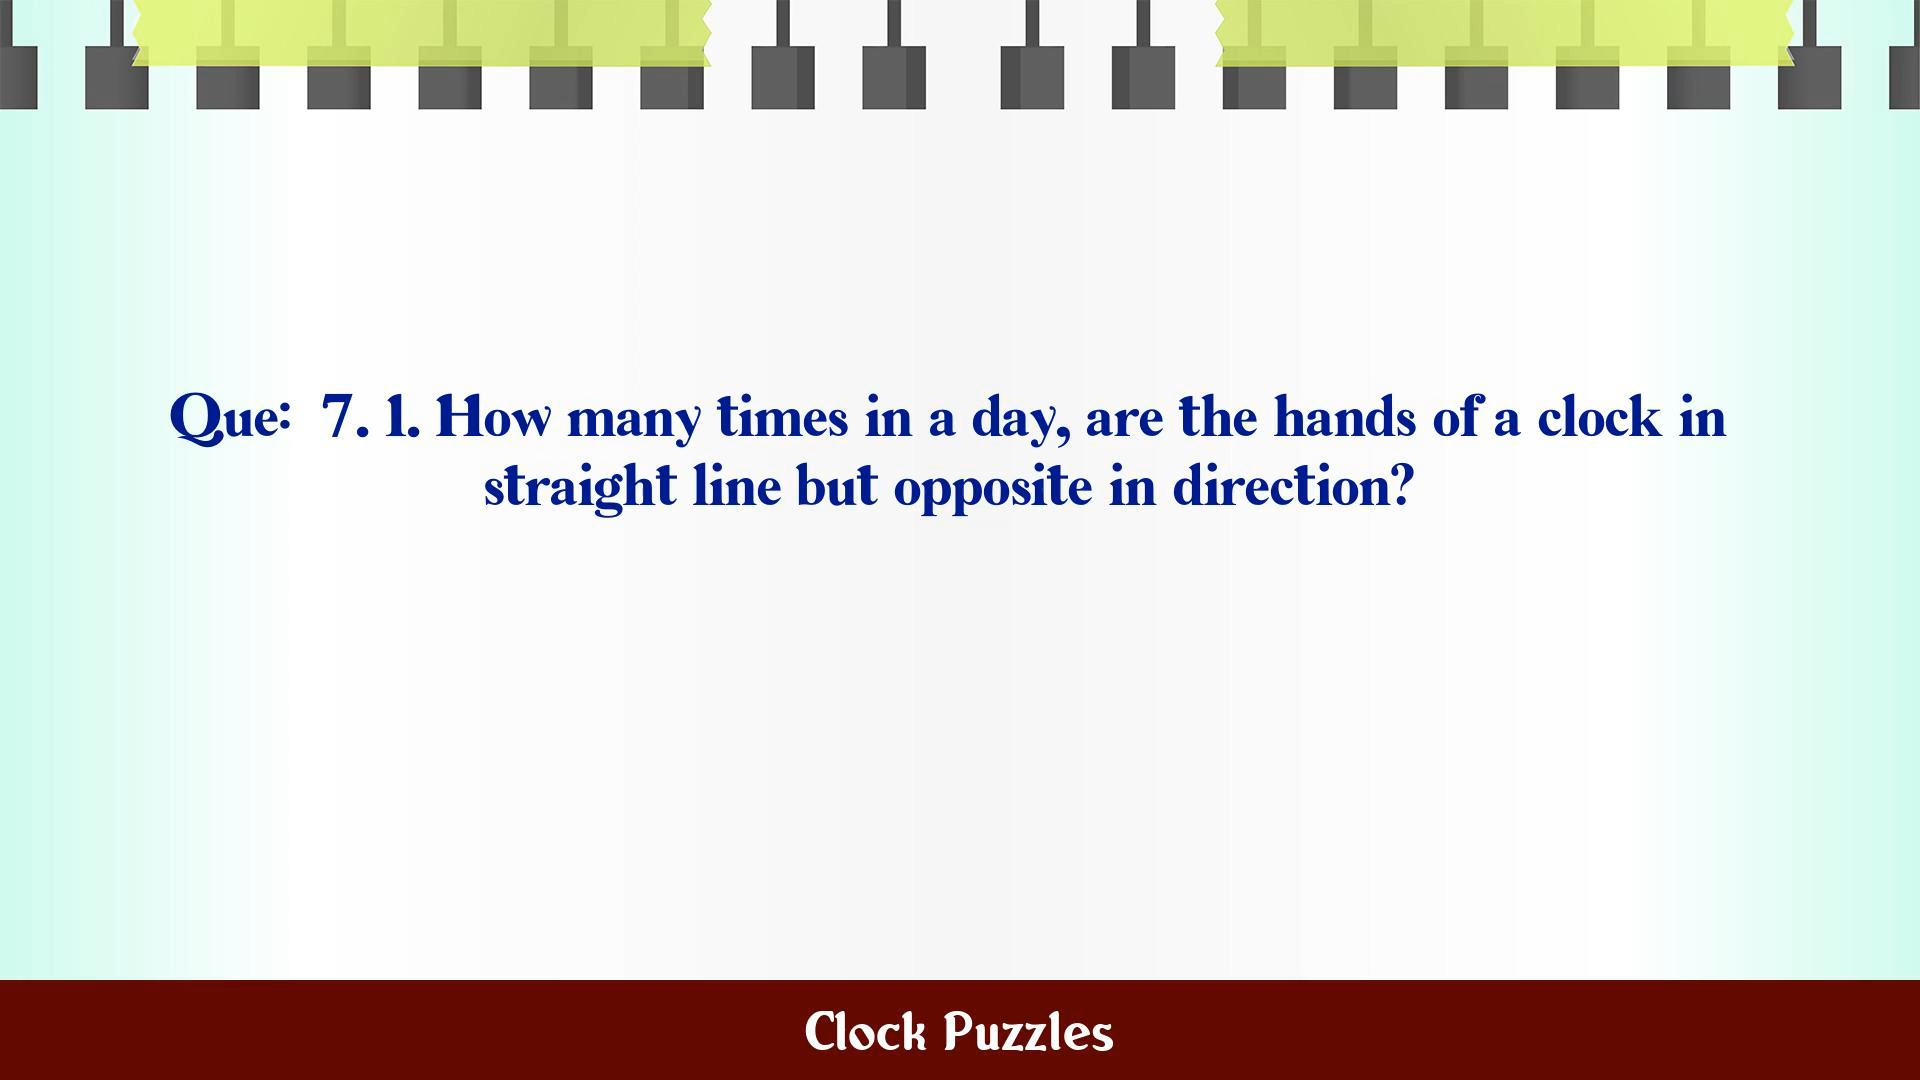 Que: 7. 1. How many times in a day, are the hands of a clock in
straight line but opposite in direction?
Clock Puzzles